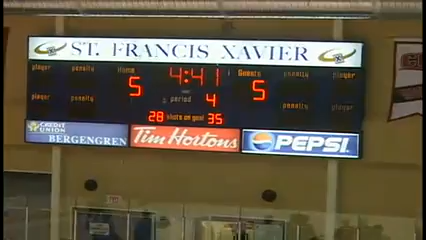 ST. FRANCIS XAVIER
player penalty Home 4:41 Guests penalty player
5 5
player penalty period 4 penalty player
28 shots on goal 35
CREDIT UNION
BERGENGREN
Tim Hortons
PEPSI